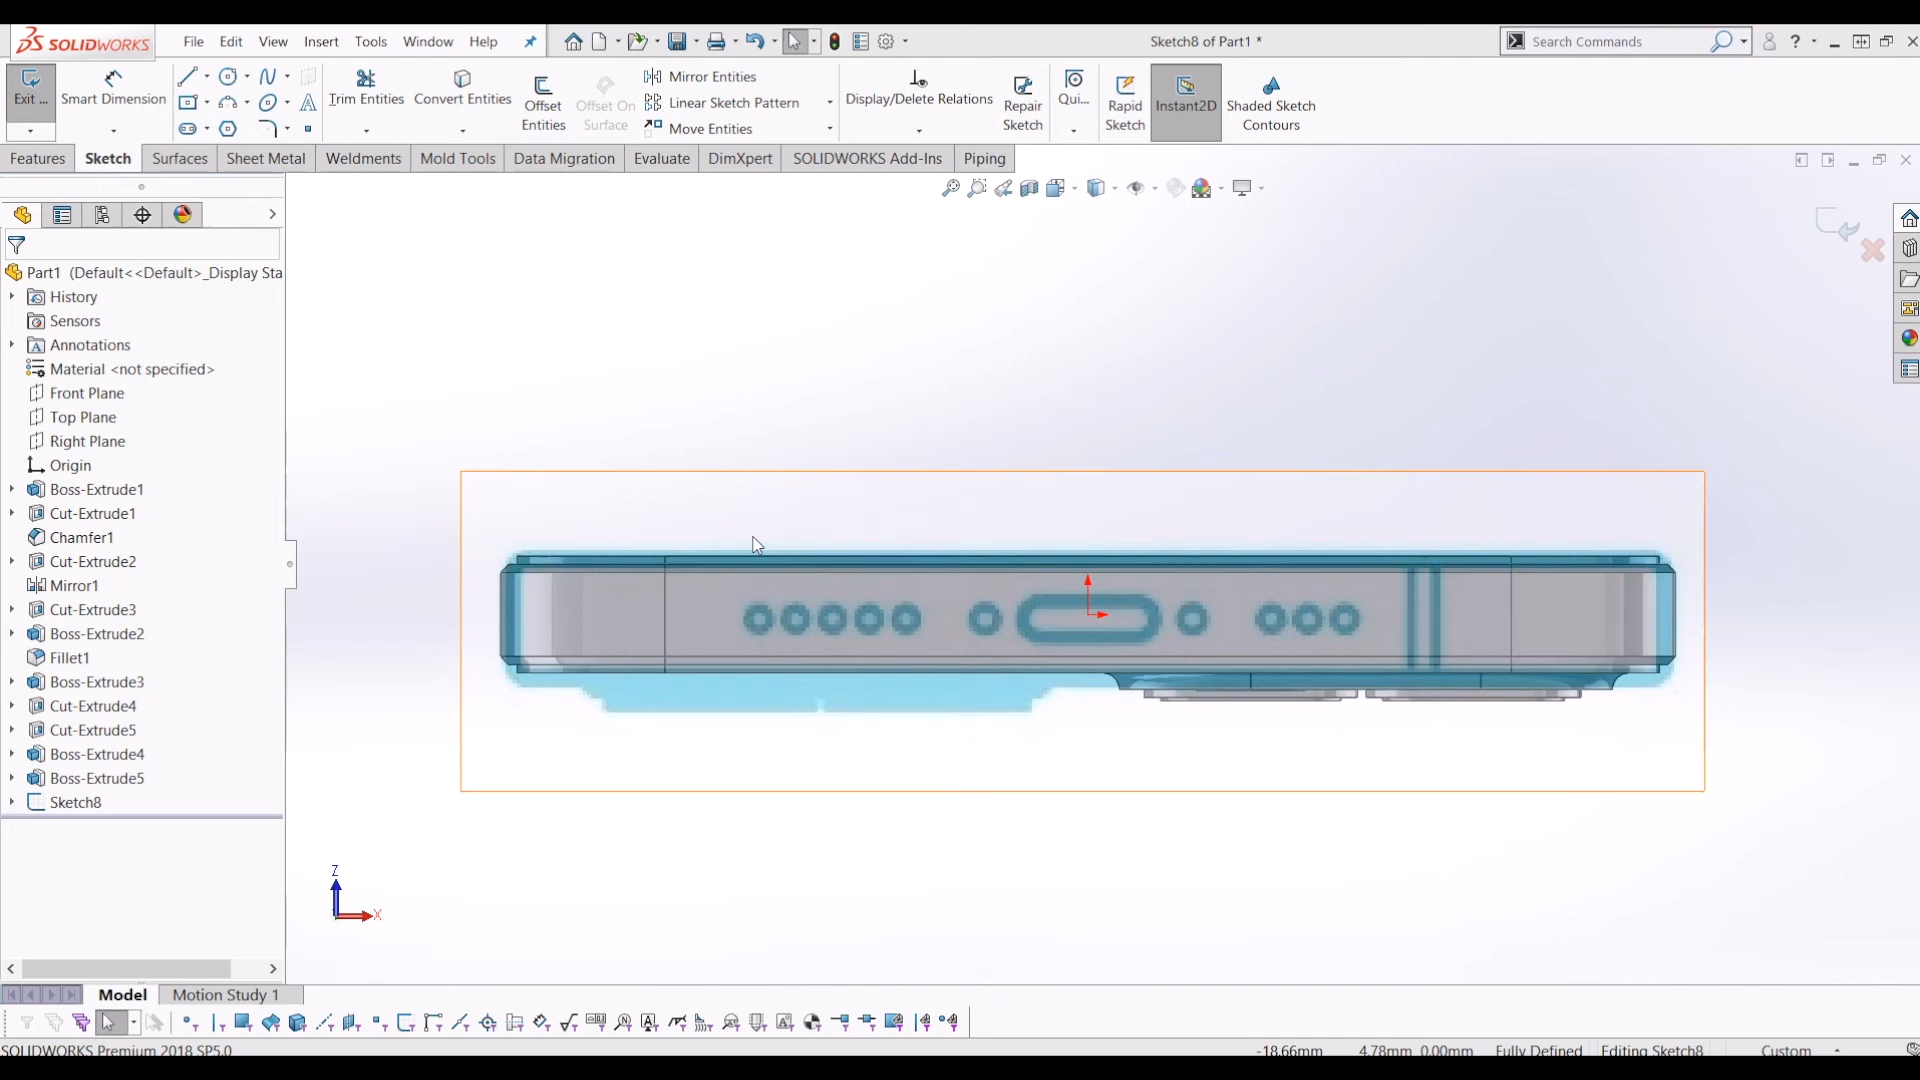 SOLIDWORKS File Edit View Insert Tools Window Help Sketch8 of Part1 * Search Commands ?
Exit ... Smart Dimension Trim Entities Convert Entities Offset Entities Offset On Surface Mirror Entities Linear Sketch Pattern Move Entities Display/Delete Relations Repair Sketch Qui... Rapid Sketch Instant2D Shaded Sketch Contours
Features Sketch Surfaces Sheet Metal Weldments Mold Tools Data Migration Evaluate DimXpert SOLIDWORKS Add-Ins Piping
Part1 (Default<<Default>_Display Sta
History
Sensors
Annotations
Material <not specified>
Front Plane
Top Plane
Right Plane
Origin
Boss-Extrude1
Cut-Extrude1
Chamfer1
Cut-Extrude2
Mirror1
Cut-Extrude3
Boss-Extrude2
Fillet1
Boss-Extrude3
Cut-Extrude4
Cut-Extrude5
Boss-Extrude4
Boss-Extrude5
Sketch8
Z
X
Model Motion Study 1
SOLIDWORKS Premium 2018 SP5.0 -18.66mm 4.78mm 0.00mm Fully Defined Editing Sketch8 Custom